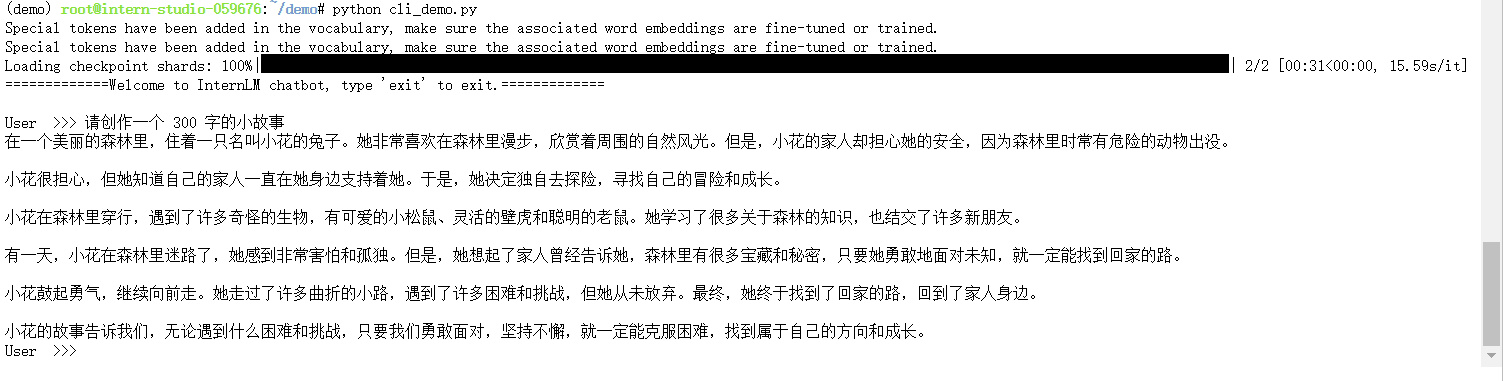 (demo) root@intern-studio-059676:~/demo# python cli_demo.py
Special tokens have been added in the vocabulary, make sure the associated word embeddings are fine-tuned or trained.
Special tokens have been added in the vocabulary, make sure the associated word embeddings are fine-tuned or trained.
Loading checkpoint shards: 100%|██████████| 2/2 [00:31<00:00, 15.59s/it]
=============Welcome to InternLM chatbot, type 'exit' to exit.=============
User  >>> 请创作一个 300 字的小故事
在一个美丽的森林里，住着一只名叫小花的兔子。她非常喜欢在森林里漫步，欣赏着周围的自然风光。但是，小花的家人却担心她的安全，因为森林里时常有危险的动物出没。
小花很担心，但她知道自己的家人一直在她身边支持着她。于是，她决定独自去探险，寻找自己的冒险和成长。
小花在森林里穿行，遇到了许多奇怪的生物，有可爱的小松鼠、灵活的壁虎和聪明的老鼠。她学习了很多关于森林的知识，也结交了许多新朋友。
有一天，小花在森林里迷路了，她感到非常害怕和孤独。但是，她想起了家人曾经告诉她，森林里有很多宝藏和秘密，只要她勇敢地面对未知，就一定能找到回家的路。
小花鼓起勇气，继续向前走。她走过了许多曲折的小路，遇到了许多困难和挑战，但她从未放弃。最终，她终于找到了回家的路，回到了家人身边。
小花的故事告诉我们，无论遇到什么困难和挑战，只要我们勇敢面对，坚持不懈，就一定能克服困难，找到属于自己的方向和成长。
User  >>>